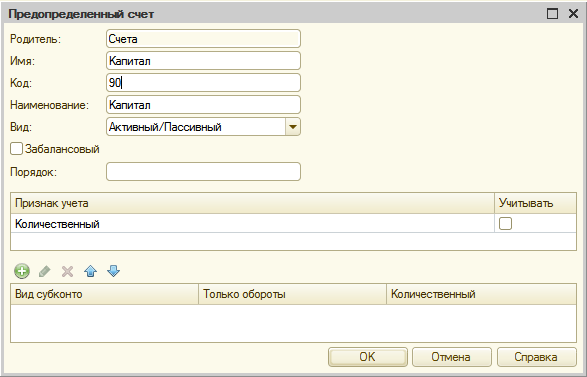 Предопределенный счет
Родитель: Счета
Имя: Капитал
Код: 90
Наименование: Капитал
Вид: Активный/Пассивный
Забалансовый
Порядок:
Признак учета Учитывать
Количественный
Вид субконто Только обороты Количественный
ОК Отмена Справка